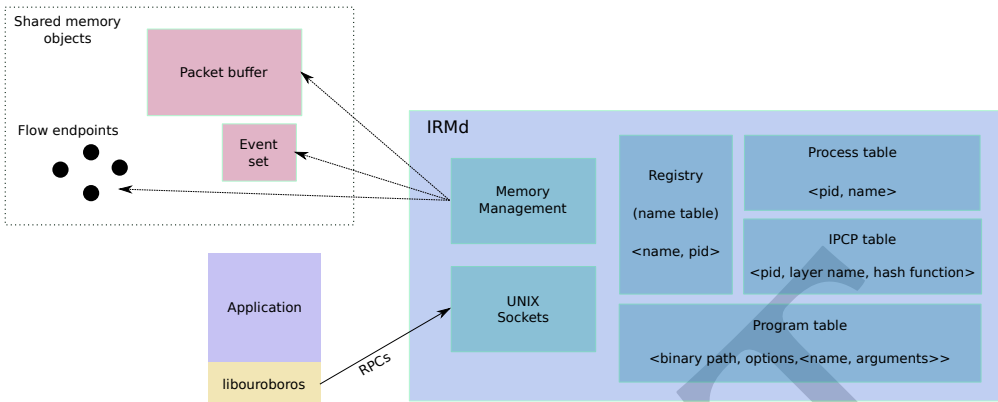 Shared memory
objects
Packet buffer
Flow endpoints
Event
set
IRMd
Memory
Management
UNIX
Sockets
Registry
(name table)
<name, pid>
Process table
<pid, name>
IPCP table
<pid, layer name, hash function>
Program table
<binary path, options,<name, arguments>>
Application
libouroboros
RPCs